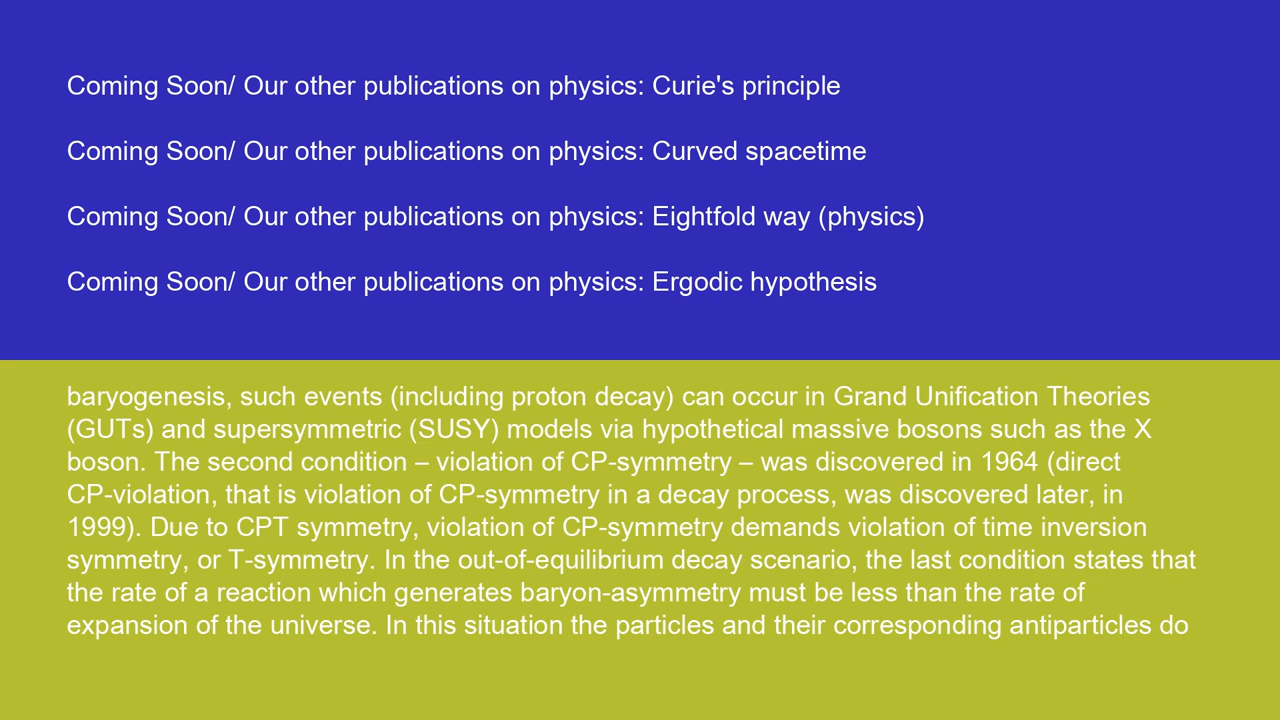 Coming Soon/ Our other publications on physics: Curie's principle
Coming Soon/ Our other publications on physics: Curved spacetime
Coming Soon/ Our other publications on physics: Eightfold way (physics)
Coming Soon/ Our other publications on physics: Ergodic hypothesis
baryogenesis, such events (including proton decay) can occur in Grand Unification Theories
(GUTs) and supersymmetric (SUSY) models via hypothetical massive bosons such as the X
boson. The second condition – violation of CP-symmetry – was discovered in 1964 (direct
CP-violation, that is violation of CP-symmetry in a decay process, was discovered later, in
1999). Due to CPT symmetry, violation of CP-symmetry demands violation of time inversion
symmetry, or T-symmetry. In the out-of-equilibrium decay scenario, the last condition states that
the rate of a reaction which generates baryon-asymmetry must be less than the rate of
expansion of the universe. In this situation the particles and their corresponding antiparticles do